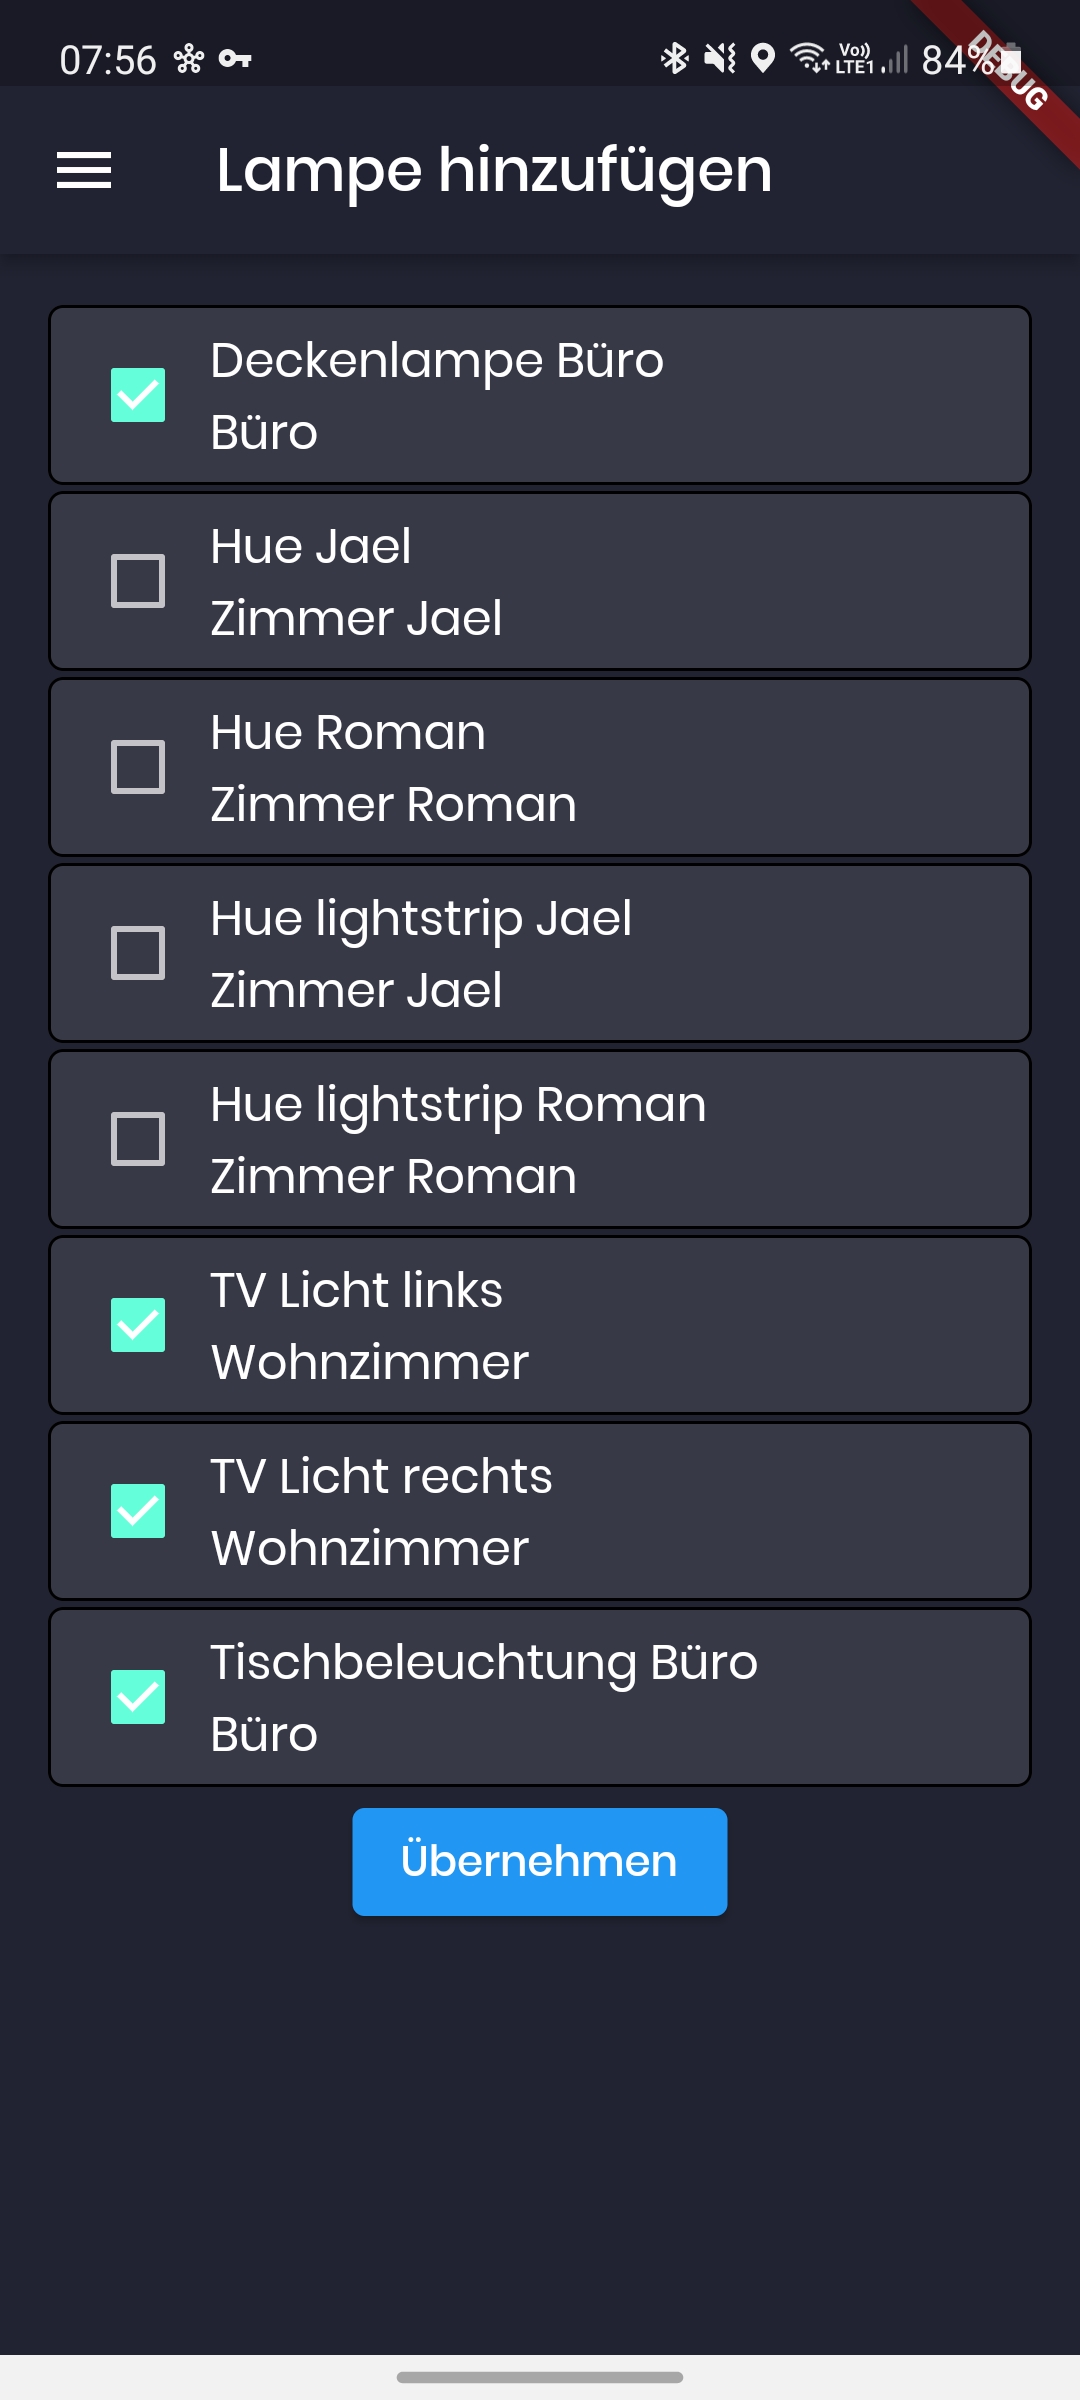 07:56
Vo)) LTE1 84%
DEBUG
Lampe hinzufügen
Deckenlampe Büro
Büro
Hue Jael
Zimmer Jael
Hue Roman
Zimmer Roman
Hue lightstrip Jael
Zimmer Jael
Hue lightstrip Roman
Zimmer Roman
TV Licht links
Wohnzimmer
TV Licht rechts
Wohnzimmer
Tischbeleuchtung Büro
Büro
Übernehmen